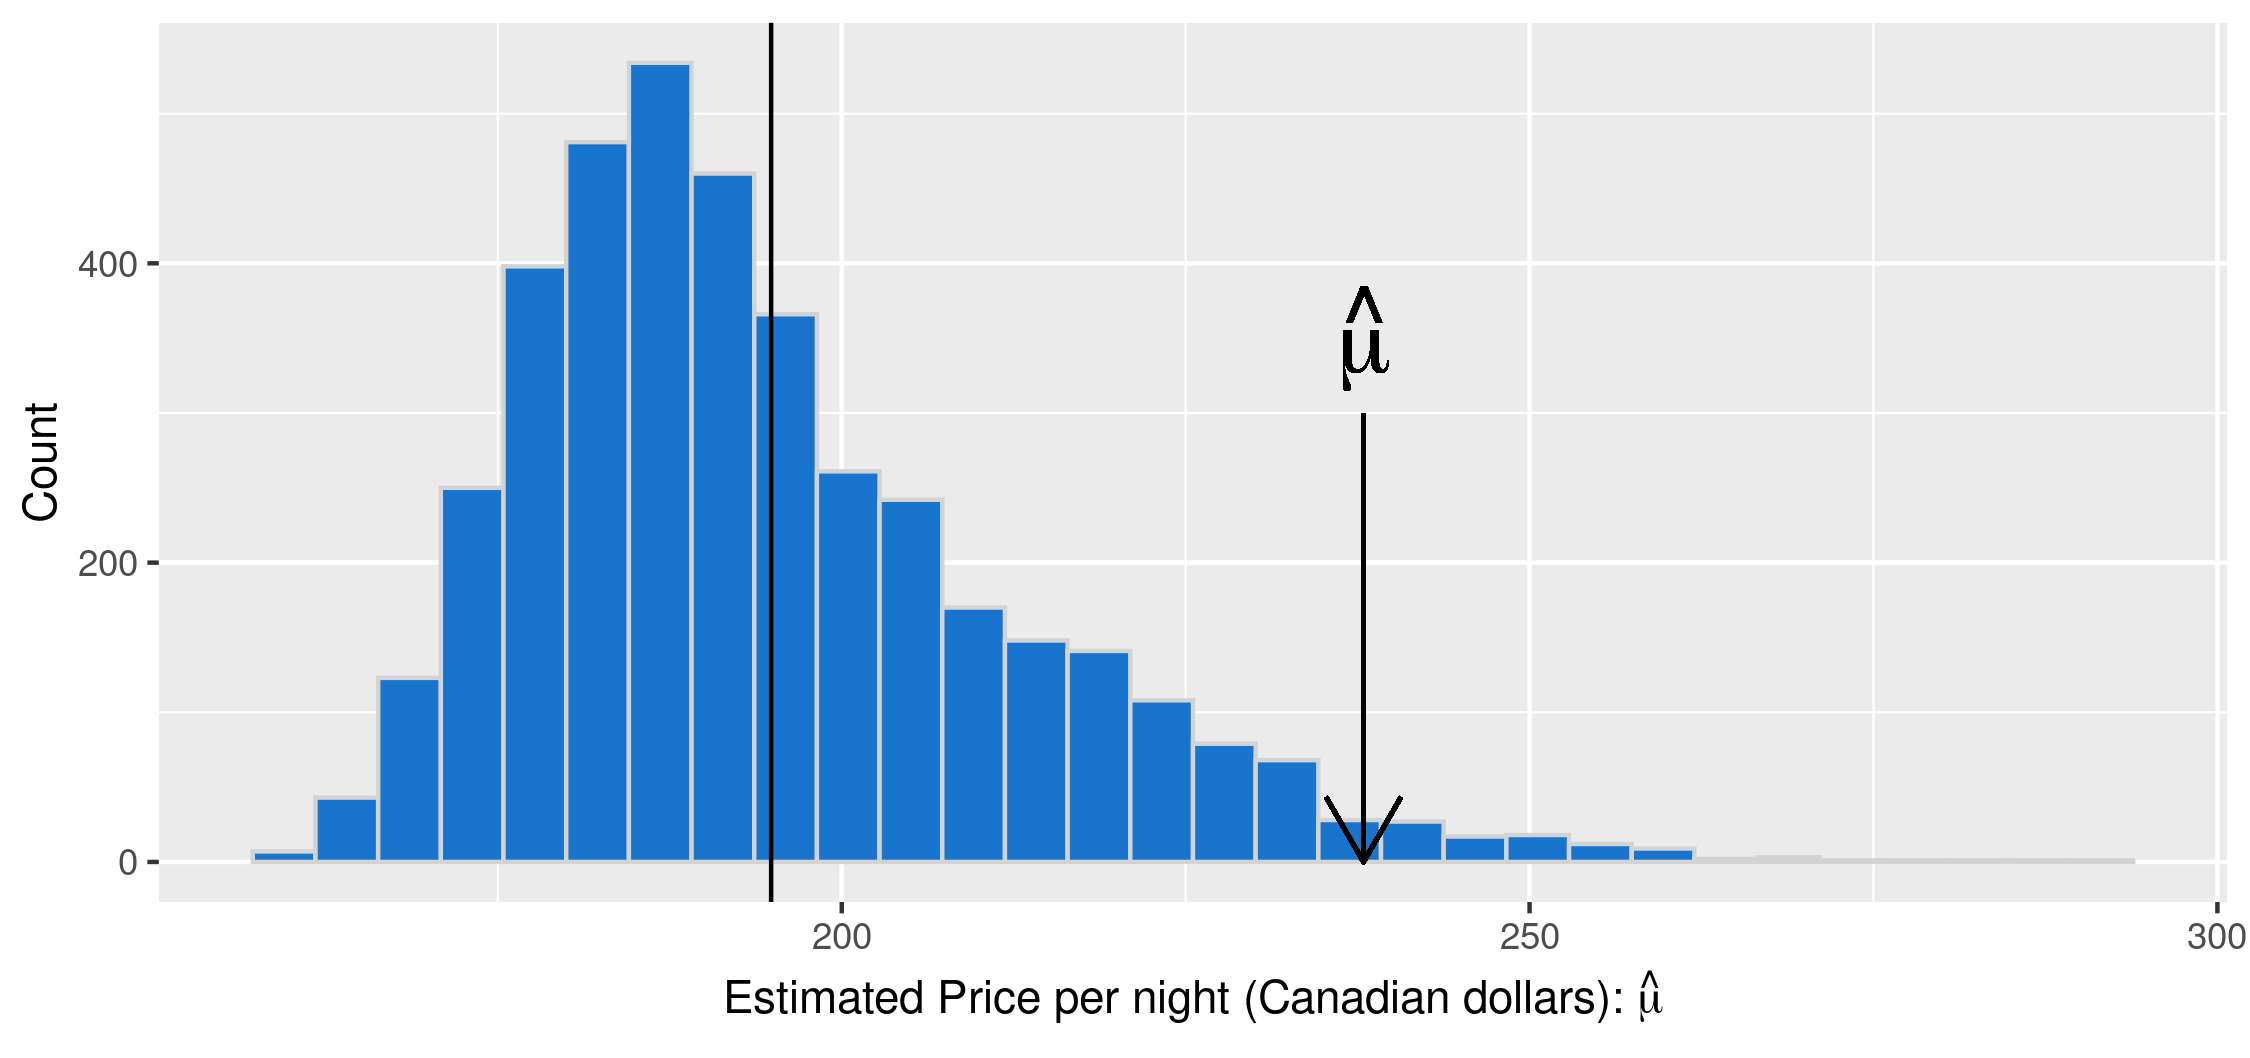 Count
400
200
0
μ̂
200
250
300
Estimated Price per night (Canadian dollars): μ̂